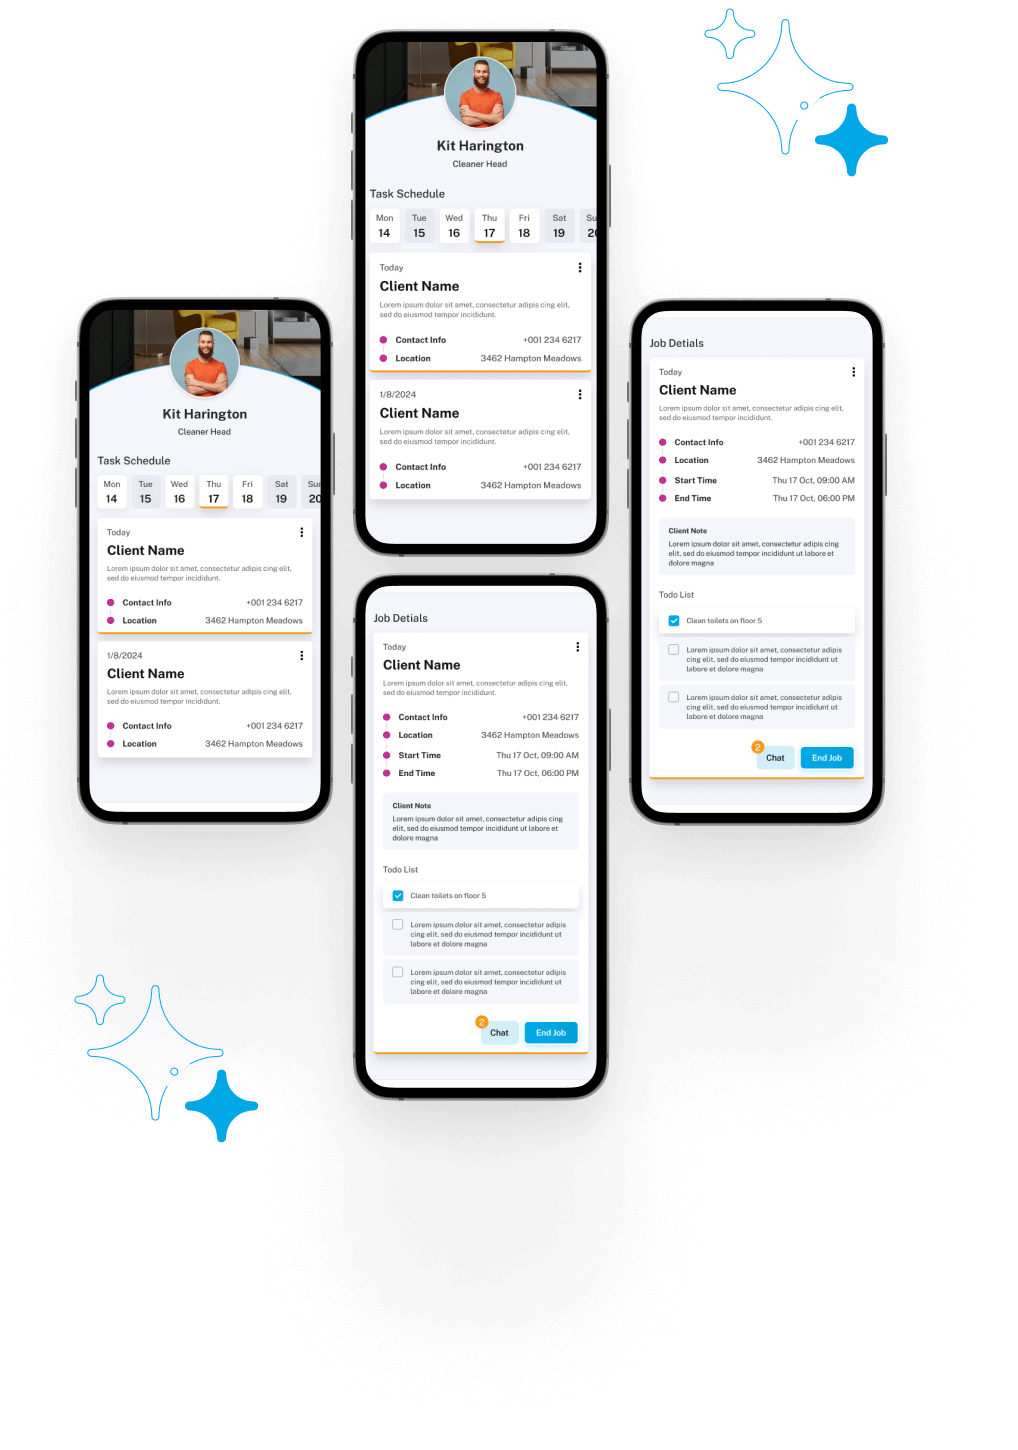 Kit Harington
Cleaner Head
Task Schedule
Mon Tue Wed Thu Fri Sat Su
14 15 16 17 18 19 20
Today
Client Name
Lorem ipsum dolor sit amet, consectetur adipis cing elit,
sed do eiusmod tempor incididunt.
Contact Info +001 234 6217
Location 3462 Hampton Meadows
1/8/2024
Client Name
Lorem ipsum dolor sit amet, consectetur adipis cing elit,
sed do eiusmod tempor incididunt.
Contact Info +001 234 6217
Location 3462 Hampton Meadows
Kit Harington
Cleaner Head
Task Schedule
Mon Tue Wed Thu Fri Sat Sun
14 15 16 17 18 19 20
Today
Client Name
Lorem ipsum dolor sit amet, consectetur adipis cing elit,
sed do eiusmod tempor incididunt.
Contact Info +001 234 6217
Location 3462 Hampton Meadows
1/8/2024
Client Name
Lorem ipsum dolor sit amet, consectetur adipis cing elit,
sed do eiusmod tempor incididunt.
Contact Info +001 234 6217
Location 3462 Hampton Meadows
Job Detials
Today
Client Name
Lorem ipsum dolor sit amet, consectetur adipis cing elit,
sed do eiusmod tempor incididunt.
Contact Info +001 234 6217
Location 3462 Hampton Meadows
Start Time Thu 17 Oct, 09:00 AM
End Time Thu 17 Oct, 06:00 PM
Client Note
Lorem ipsum dolor sit amet, consectetur adipis cing
elit, sed do eiusmod tempor incididunt ut labore et
dolore magna
Todo List
Clean toilets on floor 5
Lorem ipsum dolor sit amet, consectetur adipis
cing elit, sed do eiusmod tempor incididunt ut
labore et dolore magna
Lorem ipsum dolor sit amet, consectetur adipis
cing elit, sed do eiusmod tempor incididunt ut
labore et dolore magna
2
Chat End Job
Job Detials
Today
Client Name
Lorem ipsum dolor sit amet, consectetur adipis cing elit,
sed do eiusmod tempor incididunt.
Contact Info +001 234 6217
Location 3462 Hampton Meadows
Start Time Thu 17 Oct, 09:00 AM
End Time Thu 17 Oct, 06:00 PM
Client Note
Lorem ipsum dolor sit amet, consectetur adipis cing
elit, sed do eiusmod tempor incididunt ut labore et
dolore magna
Todo List
Clean toilets on floor 5
Lorem ipsum dolor sit amet, consectetur adipis
cing elit, sed do eiusmod tempor incididunt ut
labore et dolore magna
Lorem ipsum dolor sit amet, consectetur adipis
cing elit, sed do eiusmod tempor incididunt ut
labore et dolore magna
2
Chat End Job